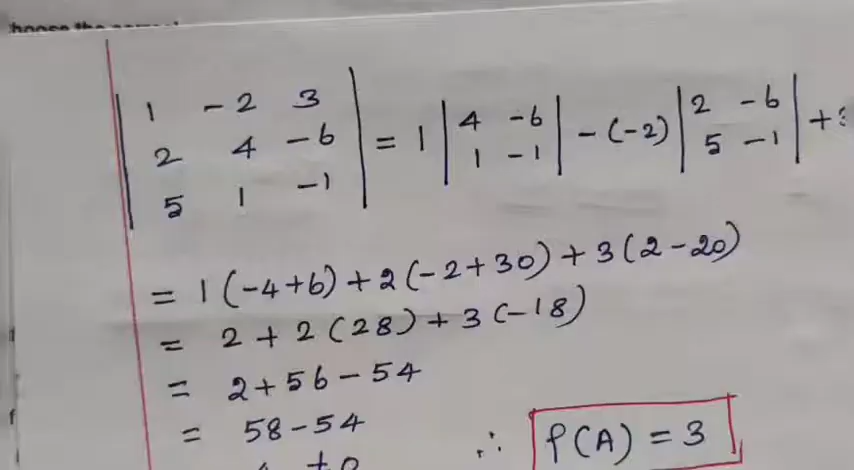 | 1 -2 3 |
| 2 4 -6 | = 1 | 4 -6 | - (-2) | 2 -6 | +
| 5 1 -1 | | 1 -1 | | 5 -1 |
= 1(-4+6) + 2(-2+30) + 3(2-20)
= 2 + 2(28) + 3(-18)
= 2 + 56 - 54
= 58 - 54
∴ ρ(A) = 3